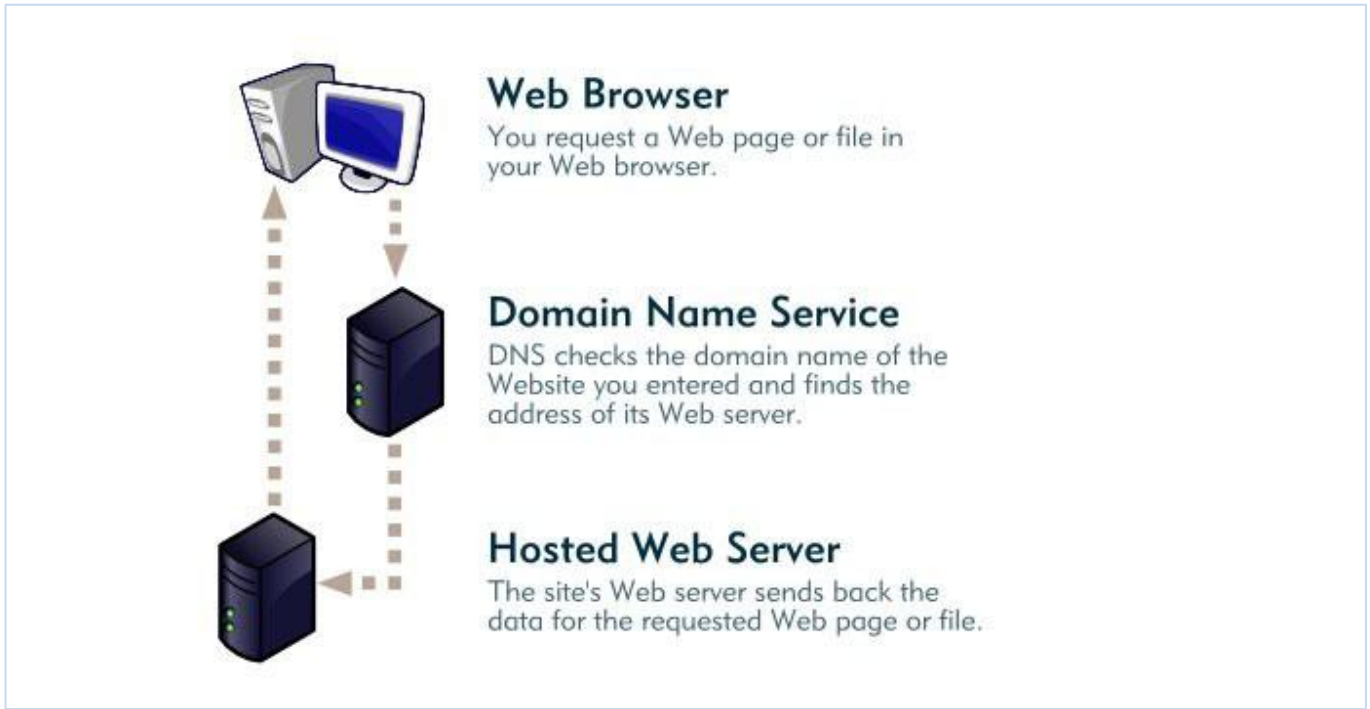 Web Browser
You request a Web page or file in
your Web browser.
Domain Name Service
DNS checks the domain name of the
Website you entered and finds the
address of its Web server.
Hosted Web Server
The site's Web server sends back the
data for the requested Web page or file.